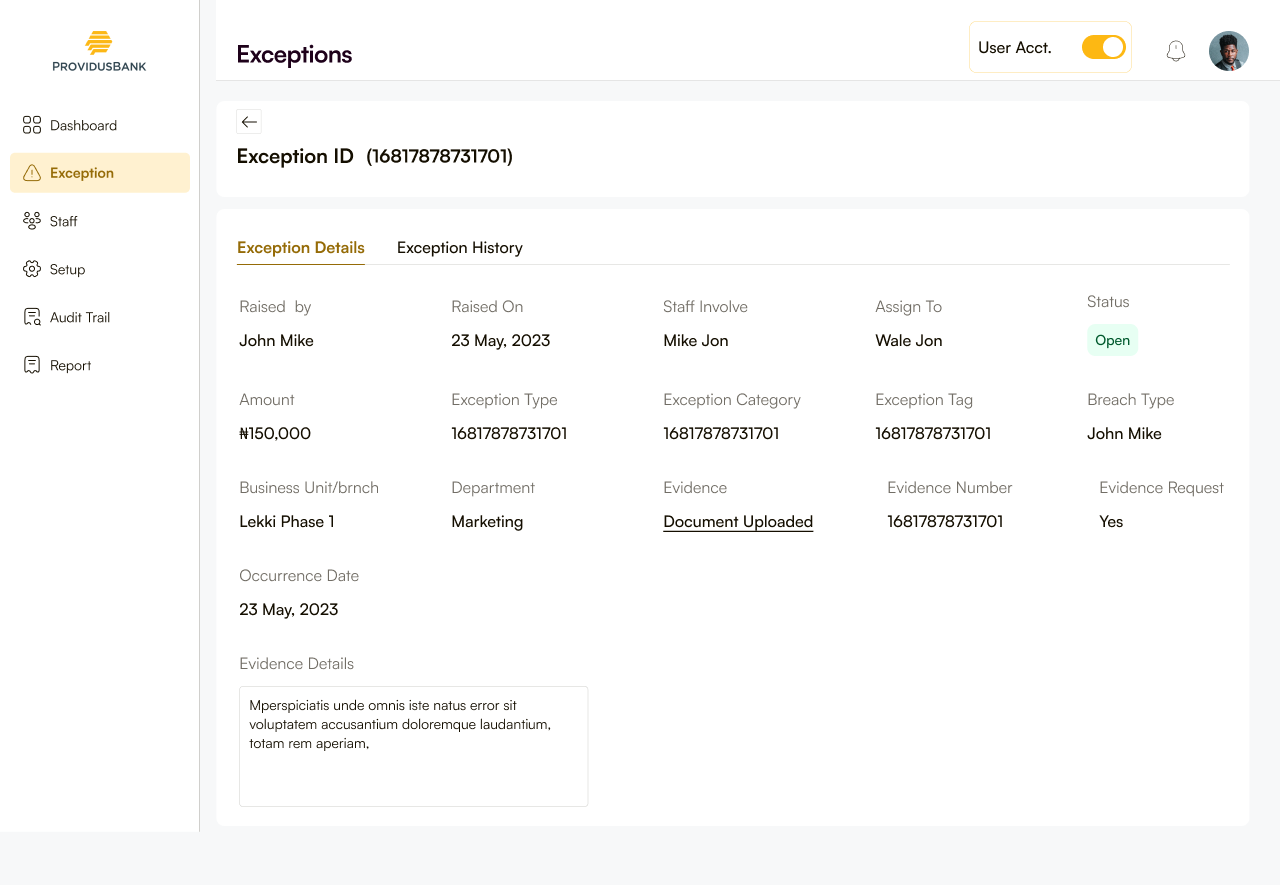 PROVIDUSBANK
Dashboard
Exception
Staff
Setup
Audit Trail
Report
Exceptions
User Acct.
Exception ID (16817878731701)
Exception Details Exception History
Raised by Raised On Staff Involve Assign To Status
John Mike 23 May, 2023 Mike Jon Wale Jon Open
Amount Exception Type Exception Category Exception Tag Breach Type
₦150,000 16817878731701 16817878731701 16817878731701 John Mike
Business Unit/brnch Department Evidence Evidence Number Evidence Request
Lekki Phase 1 Marketing Document Uploaded 16817878731701 Yes
Occurrence Date
23 May, 2023
Evidence Details
Mperspiciatis unde omnis iste natus error sit
voluptatem accusantium doloremque laudantium,
totam rem aperiam,